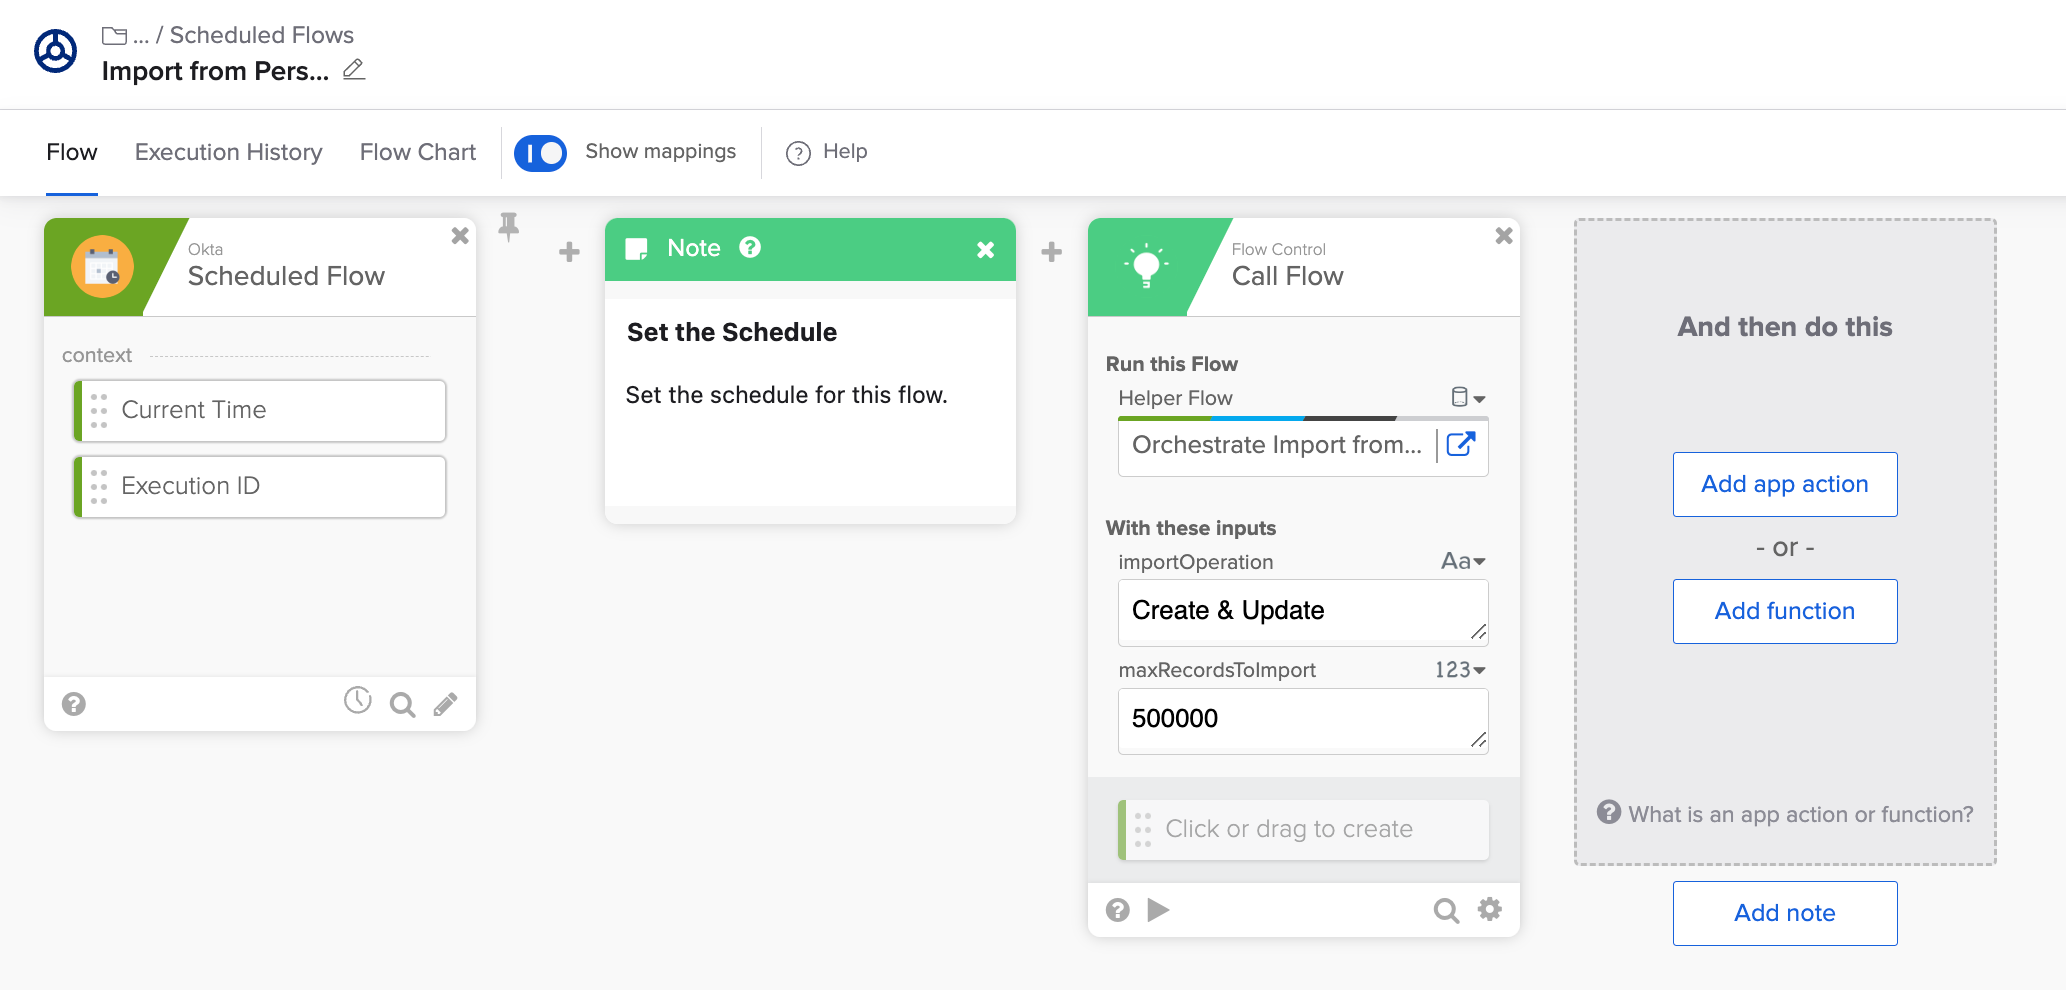 ... / Scheduled Flows
Import from Pers...
Flow
Execution History
Flow Chart
Show mappings
? Help
Okta
Scheduled Flow
context
Current Time
Execution ID
?
Note ?
Set the Schedule
Set the schedule for this flow.
Flow Control
Call Flow
Run this Flow
Helper Flow
Orchestrate Import from...
With these inputs
importOperation
Aa
Create & Update
maxRecordsToImport
123
500000
Click or drag to create
?
And then do this
Add app action
- or -
Add function
? What is an app action or function?
Add note